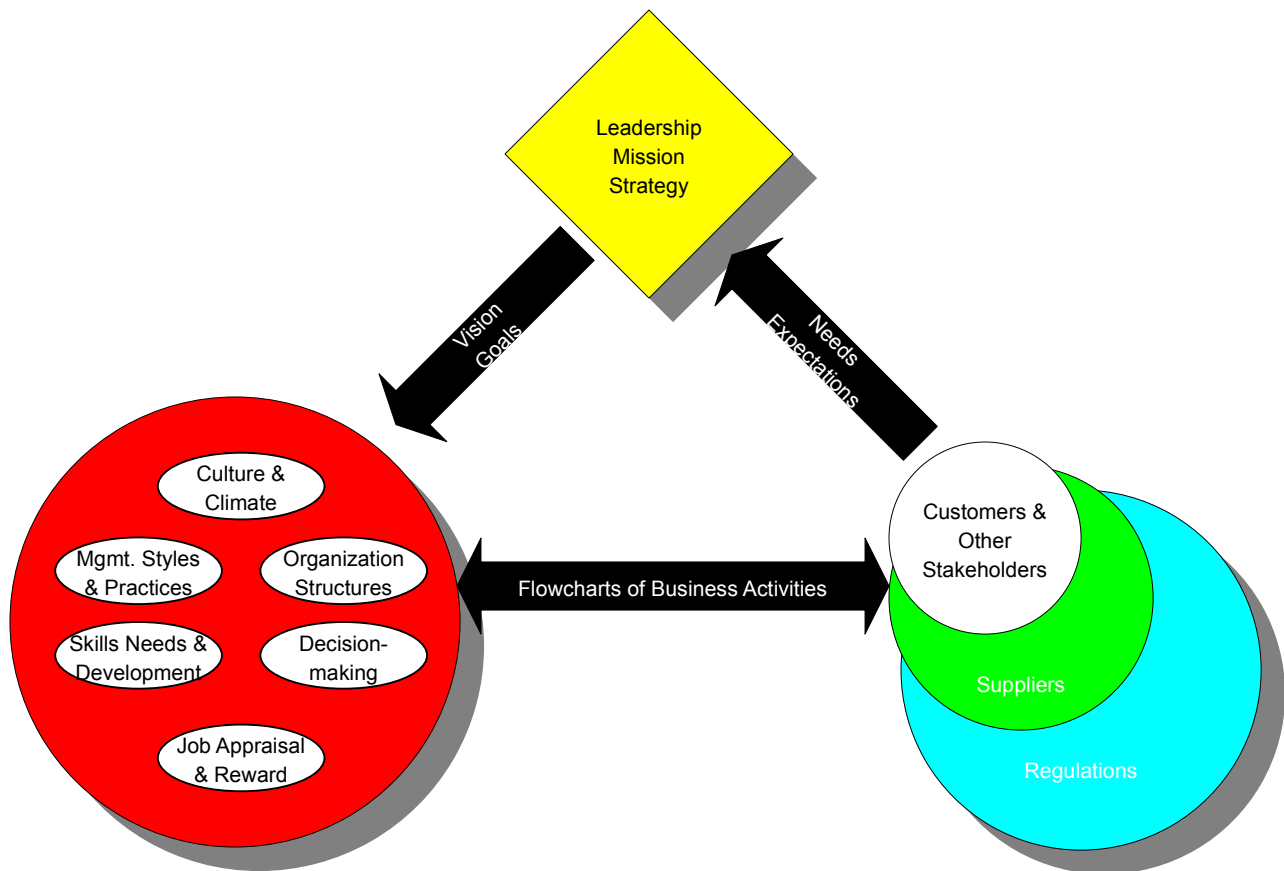 Leadership
Mission
Strategy
Vision
Goals
Needs
Expectations
Culture &
Climate
Mgmt. Styles
& Practices
Organization
Structures
Skills Needs &
Development
Decision-
making
Job Appraisal
& Reward
Flowcharts of Business Activities
Customers &
Other
Stakeholders
Suppliers
Regulations